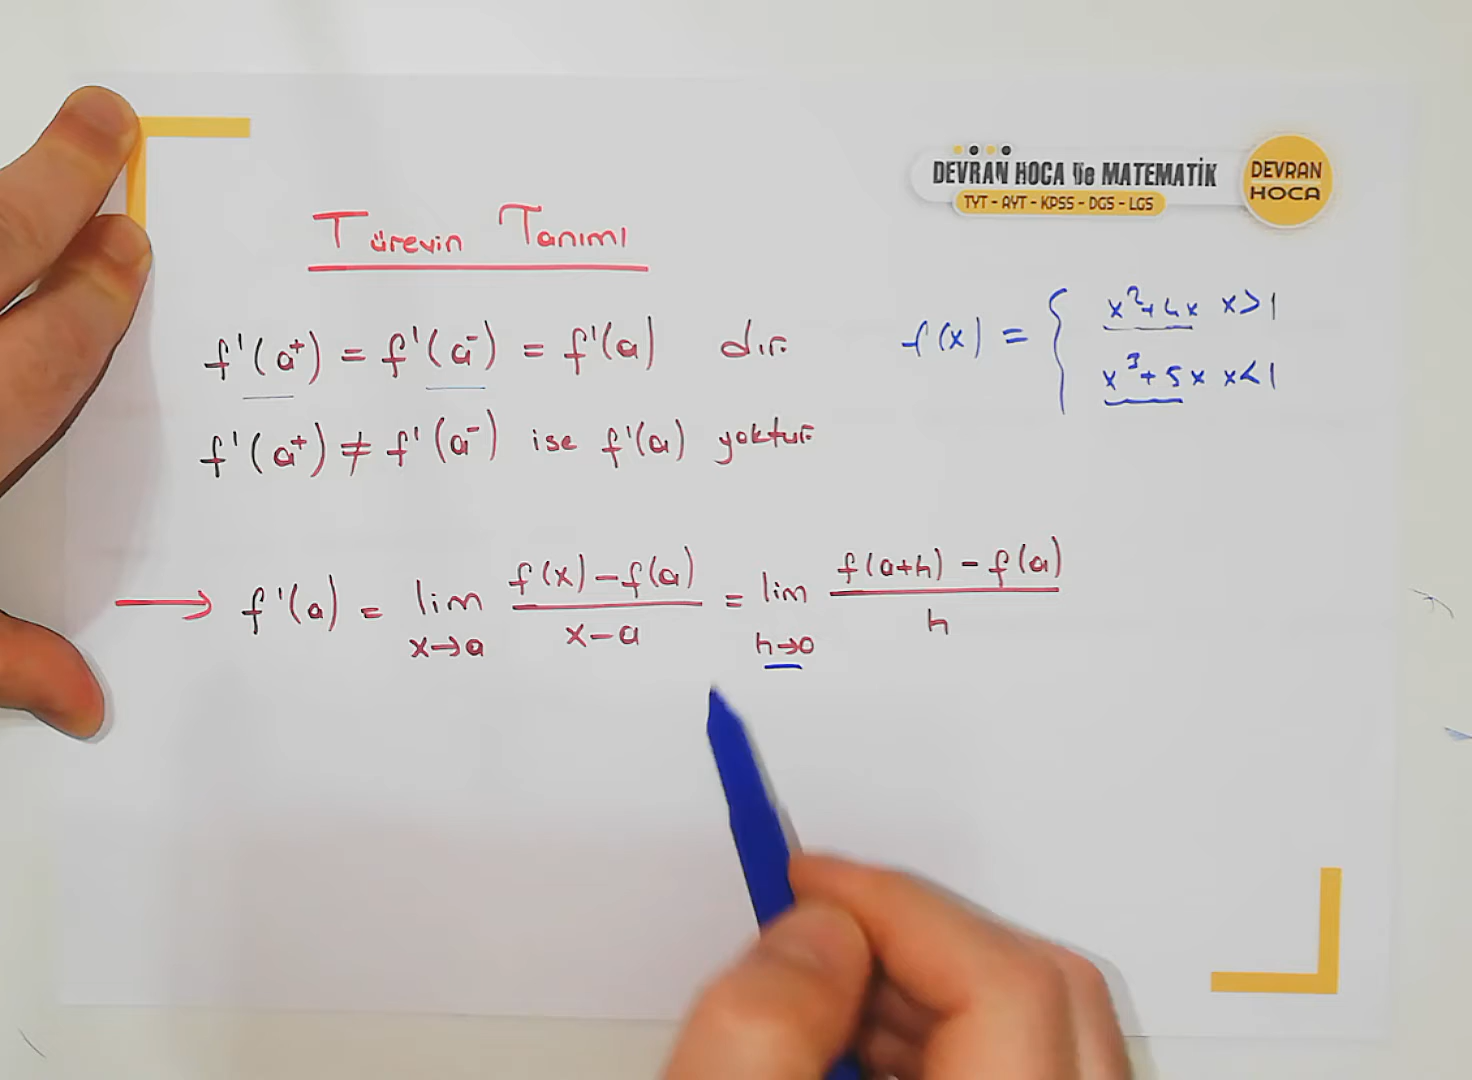 DEVRAN HOCA ile MATEMATİK
TYT - AYT - KPSS - DGS - LGS
DEVRAN
HOCA
Türevin Tanımı
f'(a⁺) = f'(a⁻) = f'(a) dır.
f'(a⁺) ≠ f'(a⁻) ise f'(a) yoktur.
f(x) = { x²+4x x>1
x³+5x x<1
→ f'(a) = lim x→a (f(x)-f(a))/(x-a) = lim h→0 (f(a+h)-f(a))/h